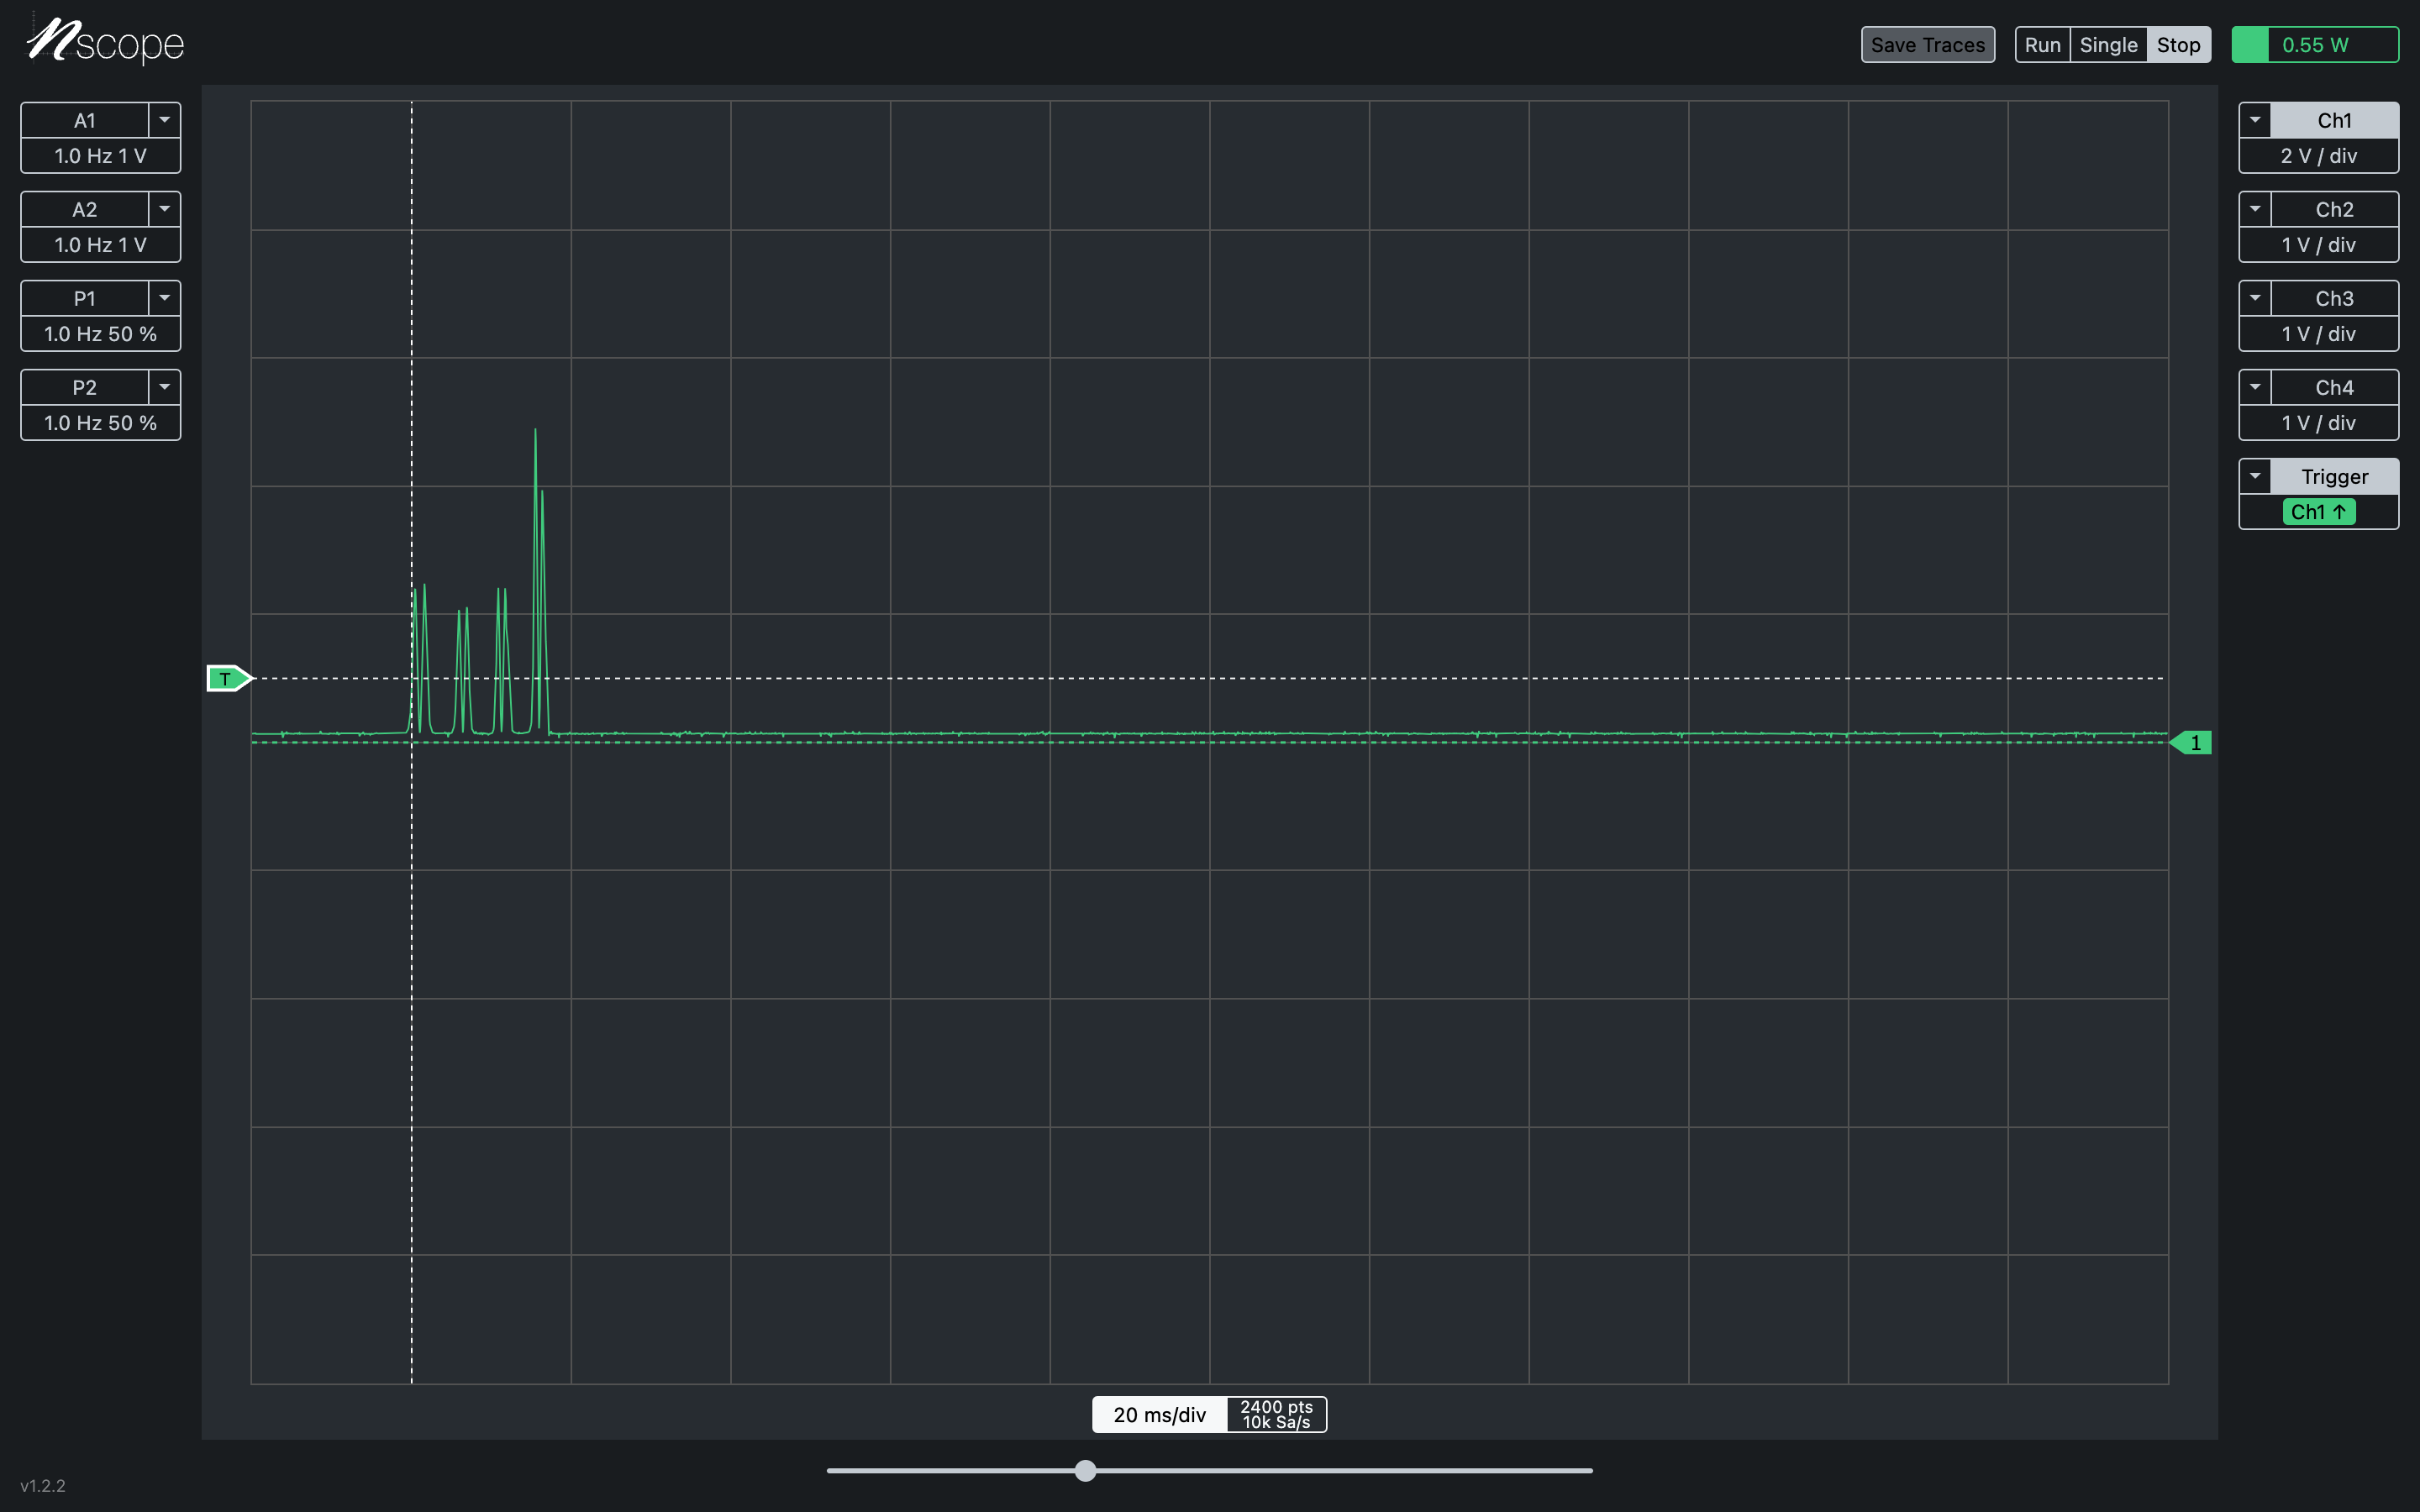 nscope
Save Traces
Run Single Stop
0.55 W
A1
1.0 Hz 1 V
A2
1.0 Hz 1 V
P1
1.0 Hz 50 %
P2
1.0 Hz 50 %
T
Ch1
2 V / div
Ch2
1 V / div
Ch3
1 V / div
Ch4
1 V / div
Trigger
Ch1 ↑
1
20 ms/div
2400 pts
10k Sa/s
v1.2.2